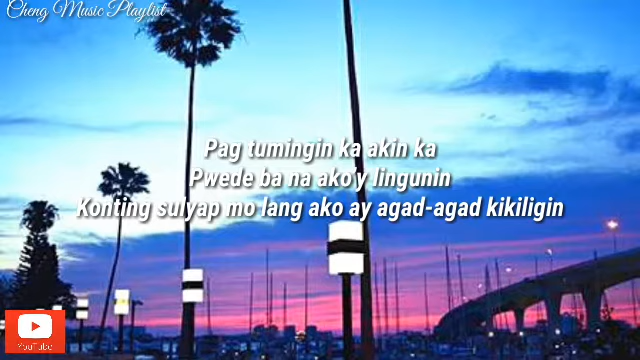 Cheng Music Playlist
Pag tumingin ka akin ka
Pwede ba na ako'y lingunin
Konting sulyap mo lang ako ay agad-agad kikiligin
YouTube